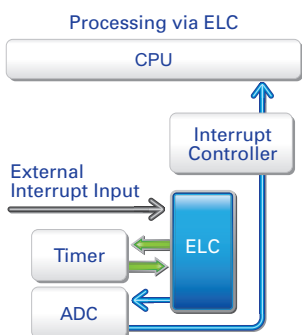 Processing via ELC
CPU
Interrupt
Controller
External
Interrupt Input
ELC
Timer
ADC